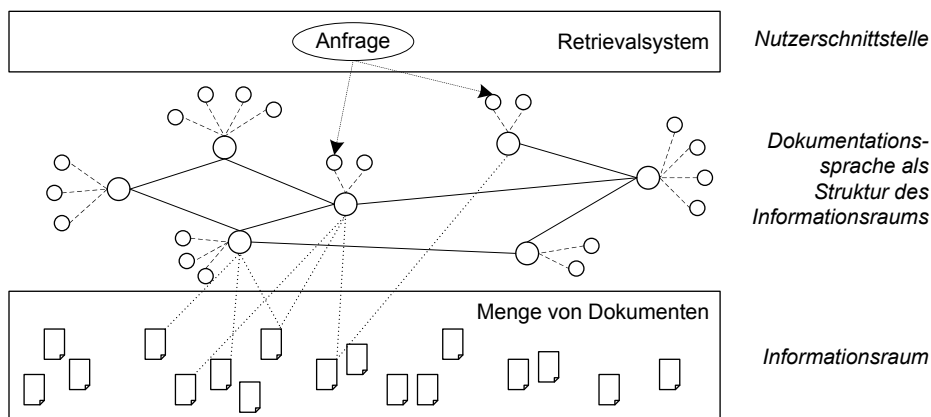 Anfrage
Retrievalsystem
Nutzerschnittstelle
Dokumentations-
sprache als
Struktur des
Informationsraums
Menge von Dokumenten
Informationsraum